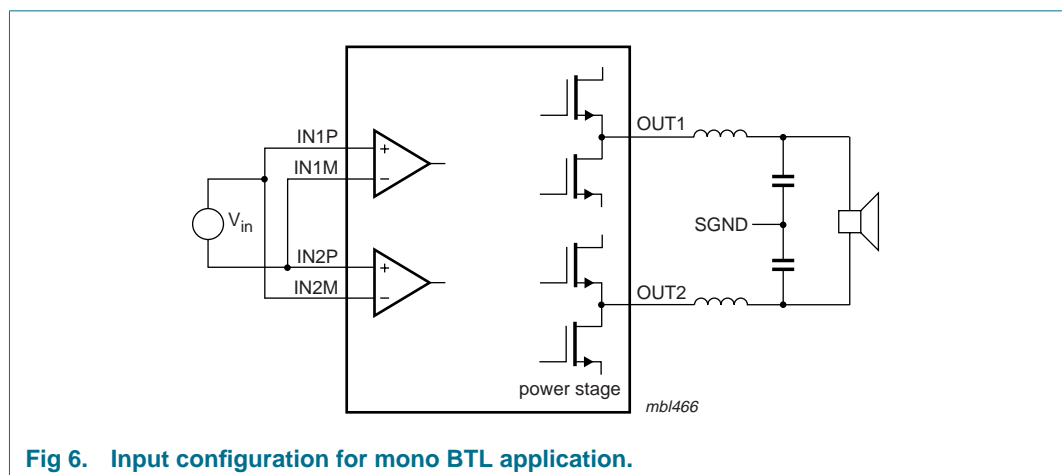 IN1P
IN1M
V_in
IN2P
IN2M
+
−
+
−
OUT1
SGND
OUT2
power stage
mbl466
Fig 6. Input configuration for mono BTL application.